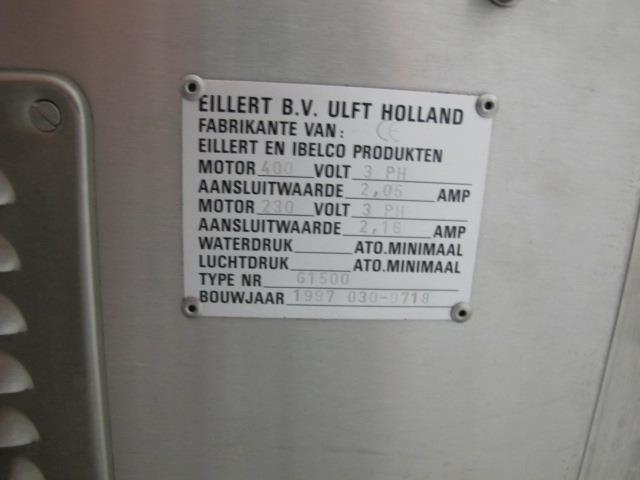 EILLERT B.V. ULFT HOLLAND
FABRIKANTE VAN: CE
EILLERT EN IBELCO PRODUKTEN
MOTOR 400 VOLT 3 PH
AANSLUITWAARDE 2,05 AMP
MOTOR 230 VOLT 3 PH
AANSLUITWAARDE 2,16 AMP
WATERDRUK ATO.MINIMAAL
LUCHTDRUK ATO.MINIMAAL
TYPE NR G1500
BOUWJAAR 1997 030-9718